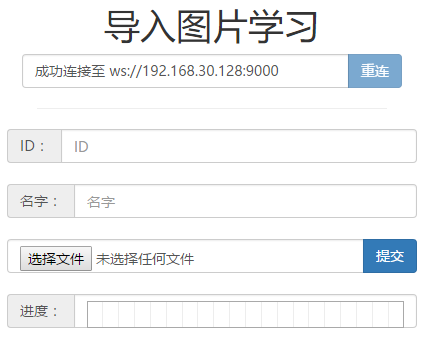 导入图片学习
成功连接至 ws://192.168.30.128:9000 重连
ID： ID
名字： 名字
选择文件 未选择任何文件 提交
进度：